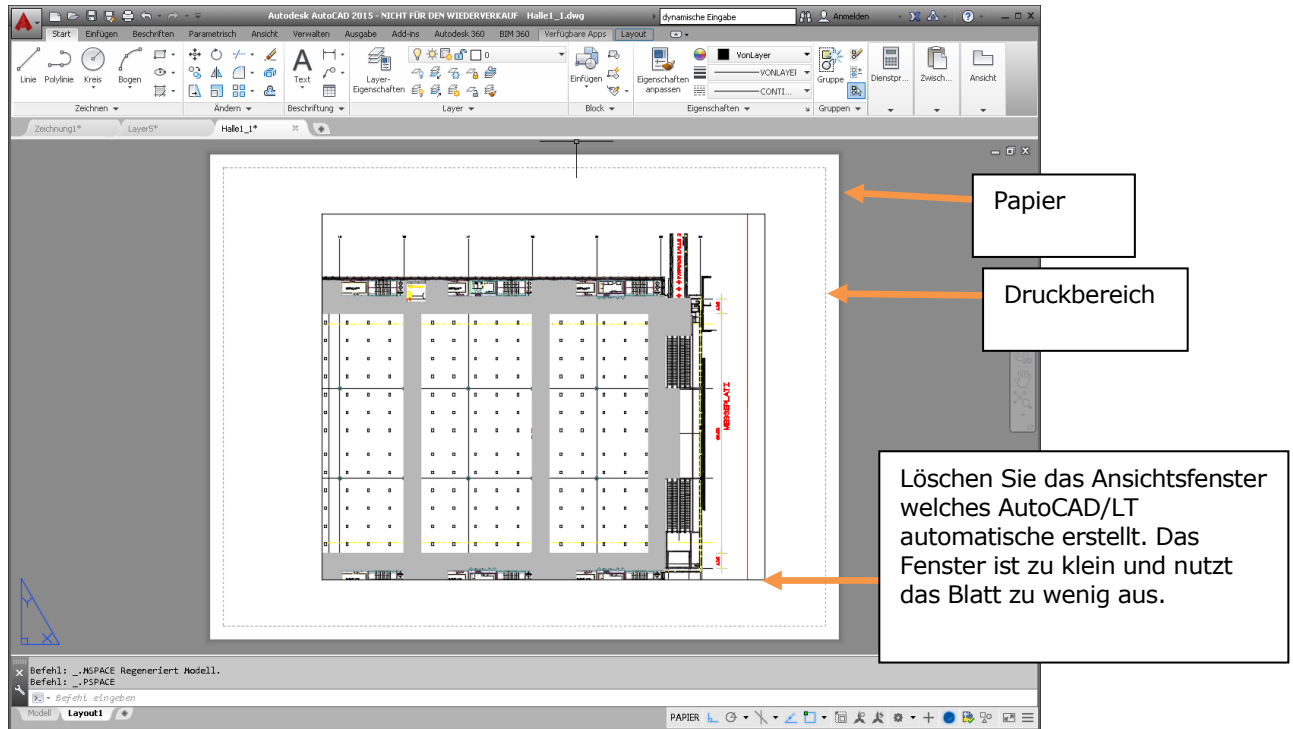 Autodesk AutoCAD 2015 - NICHT FÜR DEN WIEDERVERKAUF Halle1_1.dwg
dynamische Eingabe
Anmelden
Start Einfügen Beschriften Parametrisch Ansicht Verwalten Ausgabe Add-ins Autodesk 360 BIM 360 Verfügbare Apps Layout
Linie Polylinie Kreis Bogen
Text
Layer-
Eigenschaften
0
Einfügen
Eigenschaften
anpassen
VonLayer
VONLAYEI
CONTI...
Gruppe
Dienstpr...
Zwisch...
Ansicht
Zeichnen Ändern Beschriftung Layer Block Eigenschaften Gruppen
Zeichnung1* Layer5* Halle1_1*
Papier
Druckbereich
MESSEPLATZ
Löschen Sie das Ansichtsfenster
welches AutoCAD/LT
automatische erstellt. Das
Fenster ist zu klein und nutzt
das Blatt zu wenig aus.
Y
X
Befehl: _.MSPACE Regeneriert Modell.
Befehl: _.PSPACE
Befehl eingeben
Modell Layout1
PAPIER